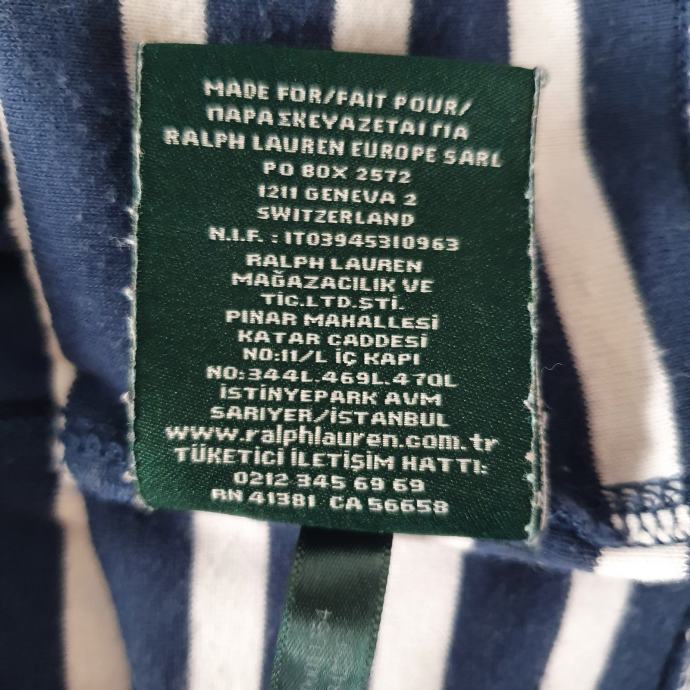 MADE FOR/FAIT POUR/
ΠΑΡΑΣΚΕΥΑΖΕΤΑΙ ΓΙΑ
RALPH LAUREN EUROPE SARL
PO BOX 2572
1211 GENEVA 2
SWITZERLAND
N.I.F. : IT03945310963
RALPH LAUREN
MAĞAZACILIK VE
TİC.LTD.ŞTİ.
PINAR MAHALLESİ
KATAR CADDESİ
NO:11/L İÇ KAPI
NO:344L.469L.470L
İSTİNYEPARK AVM
SARIYER/İSTANBUL
www.ralphlauren.com.tr
TÜKETİCİ İLETİŞİM HATTI:
0212 345 69 69
RN 41381 CA 56658